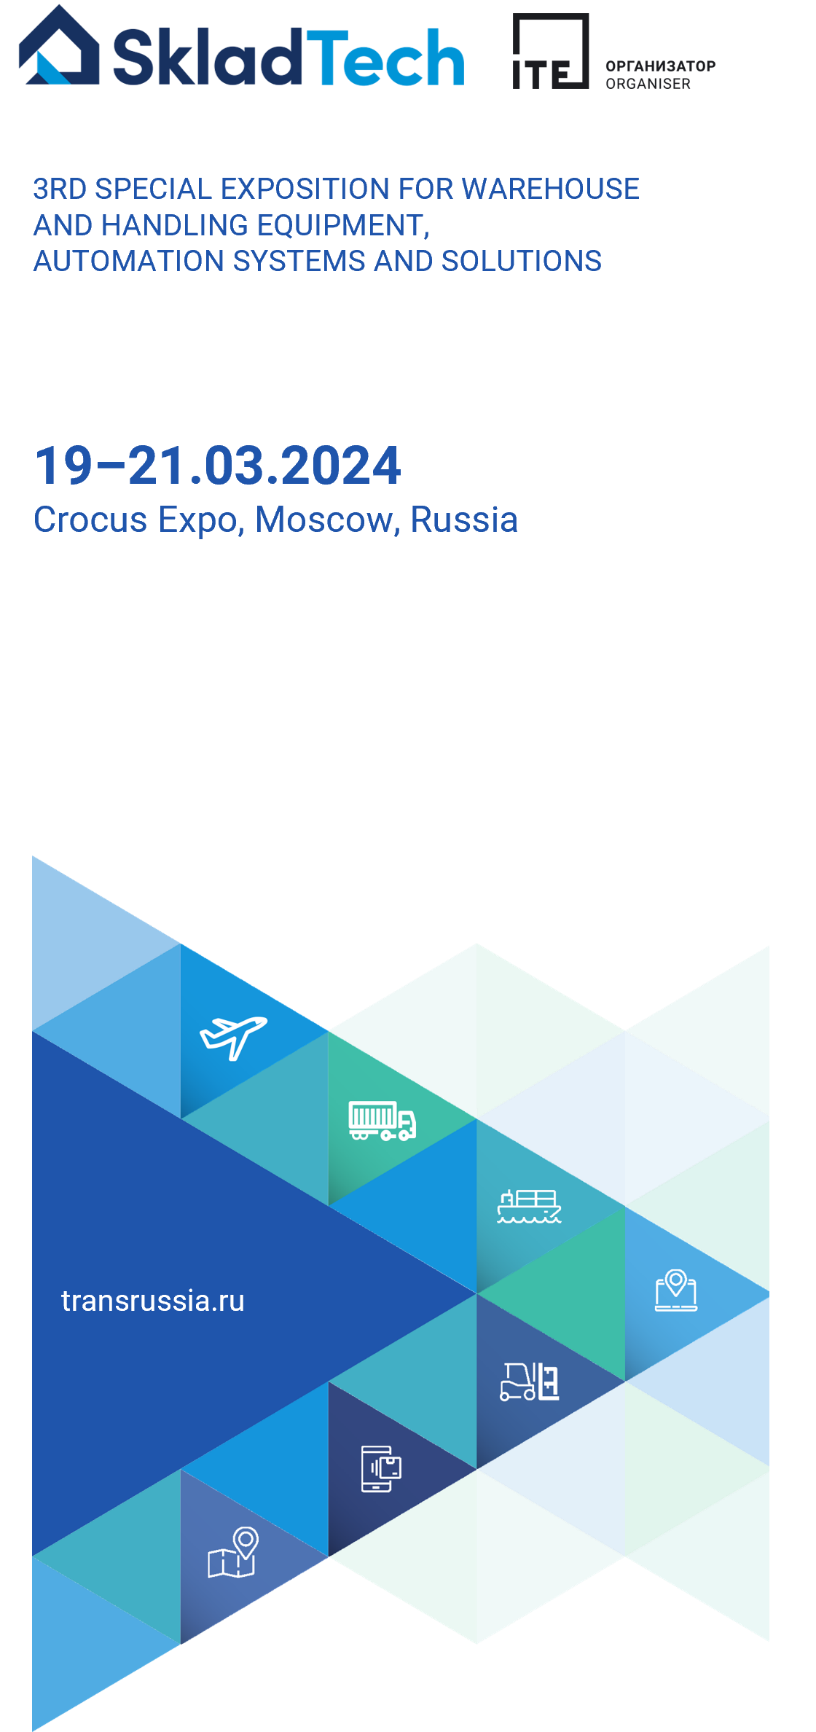 SkladTech
ITE
ОРГАНИЗАТОР
ORGANISER
3RD SPECIAL EXPOSITION FOR WAREHOUSE
AND HANDLING EQUIPMENT,
AUTOMATION SYSTEMS AND SOLUTIONS
19–21.03.2024
Crocus Expo, Moscow, Russia
transrussia.ru